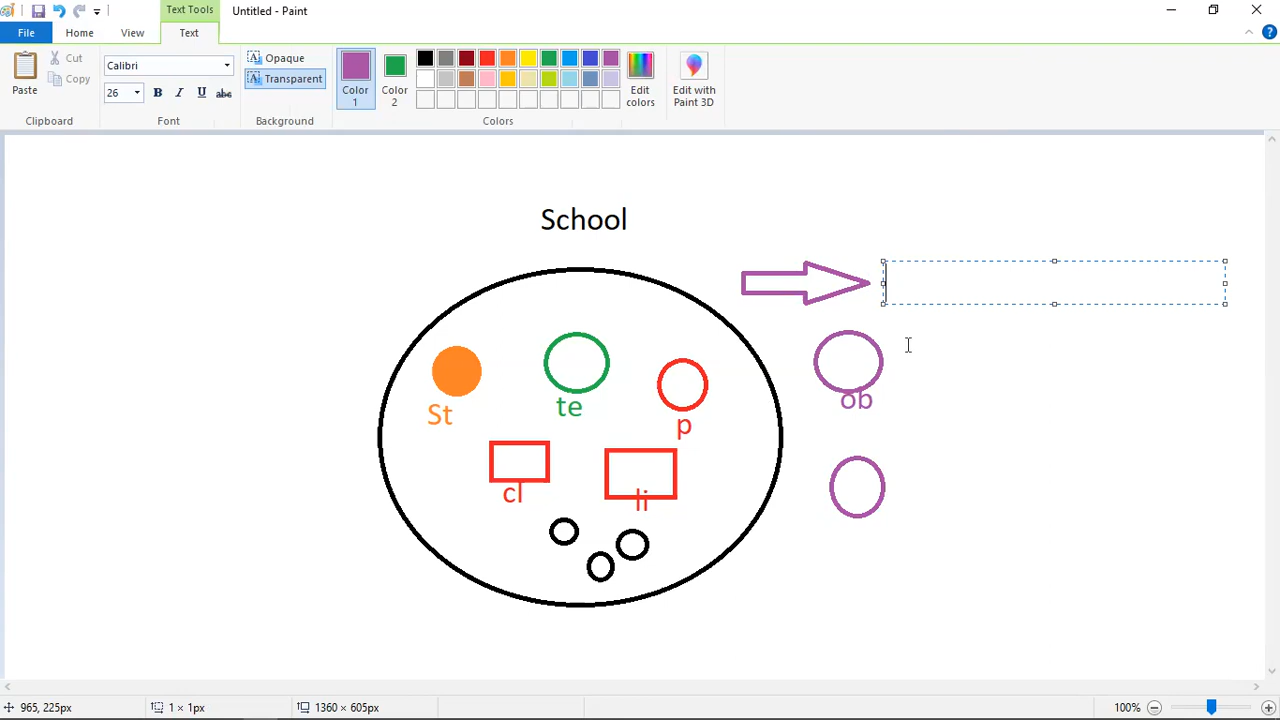 Text Tools
Untitled - Paint
File
Home
View
Text
Paste
Cut
Copy
Clipboard
Calibri
26
B
I
U
abc
Font
Opaque
Transparent
Background
Color
1
Color
2
Edit
colors
Colors
Edit with
Paint 3D
School
St
te
p
cl
li
ob
965, 225px
1 × 1px
1360 × 605px
100%